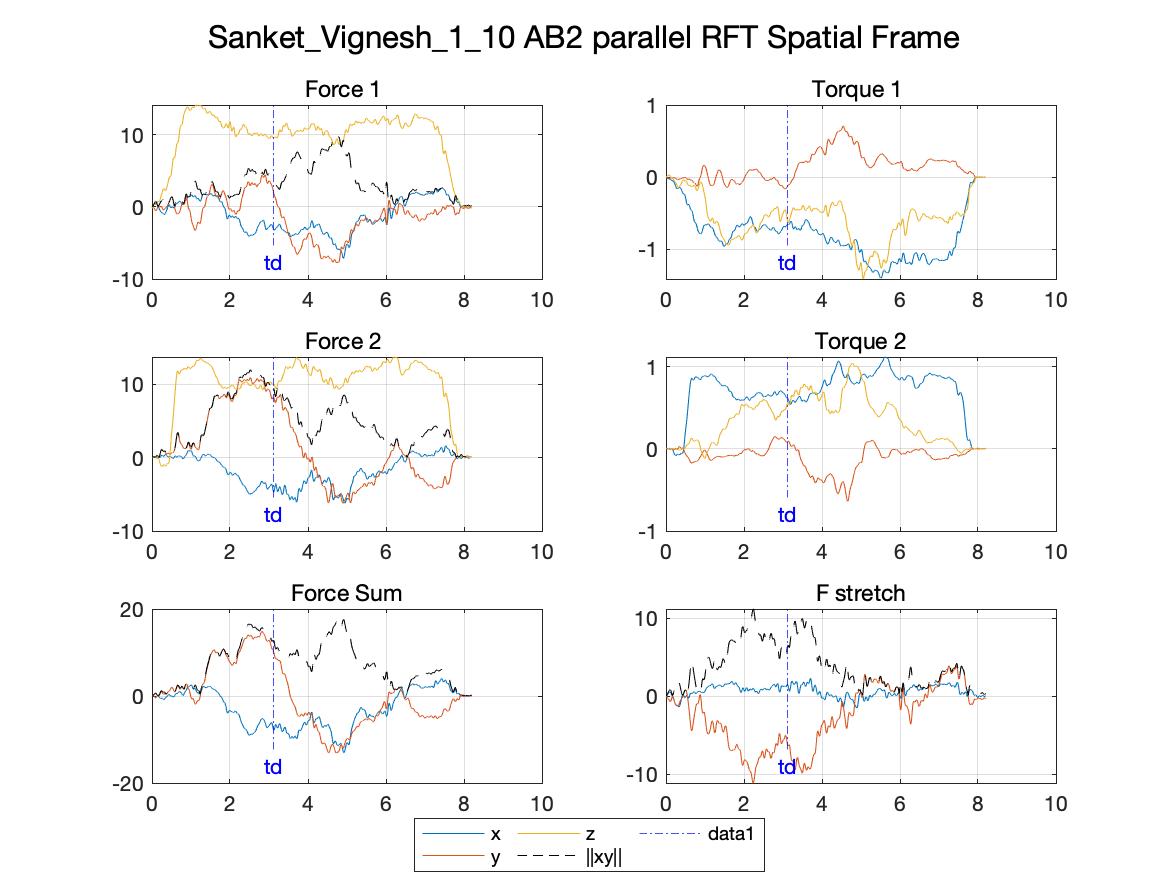 Sanket_Vignesh_1_10 AB2 parallel RFT Spatial Frame
Force 1
10
0
-10
0 2 4 6 8 10
td
Torque 1
1
0
-1
0 2 4 6 8 10
td
Force 2
10
0
-10
0 2 4 6 8 10
td
Torque 2
1
0
-1
0 2 4 6 8 10
td
Force Sum
20
0
-20
0 2 4 6 8 10
td
F stretch
10
0
-10
0 2 4 6 8 10
td
x z data1
y ||xy||